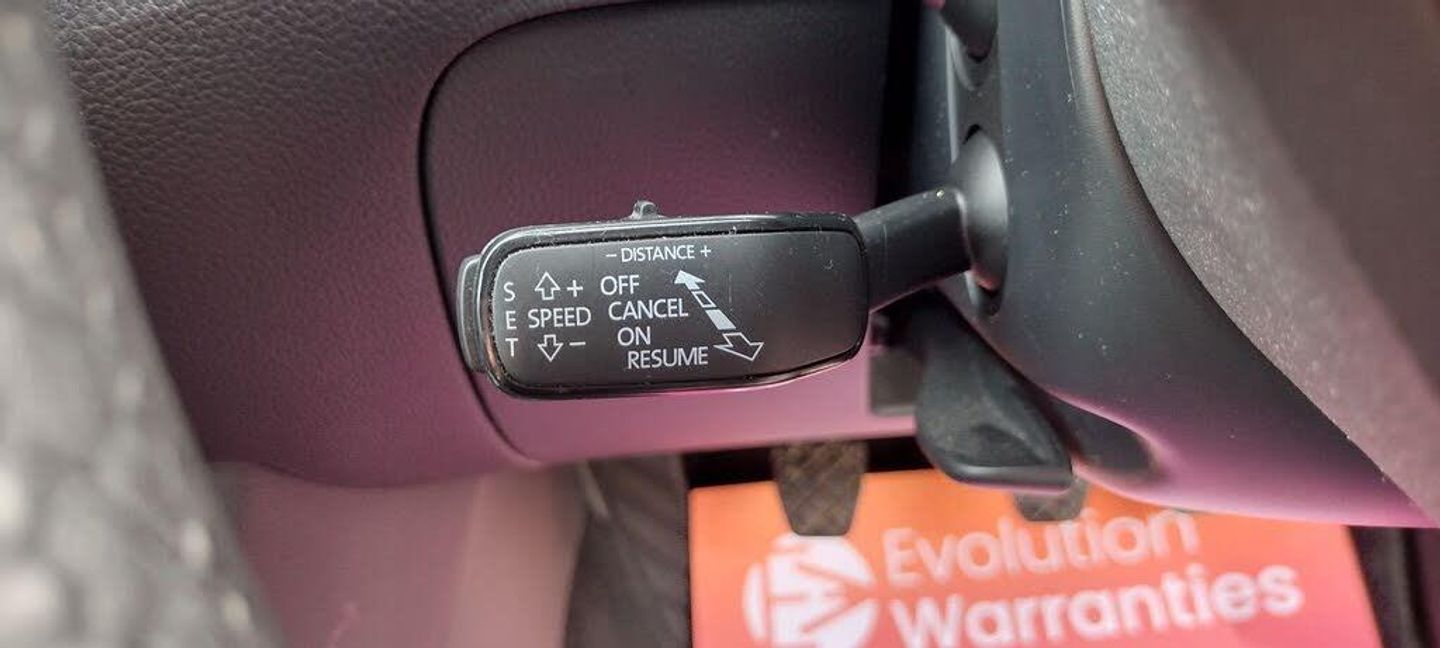 − DISTANCE +
S + OFF
E SPEED CANCEL
T − ON
RESUME
Evolution
Warranties